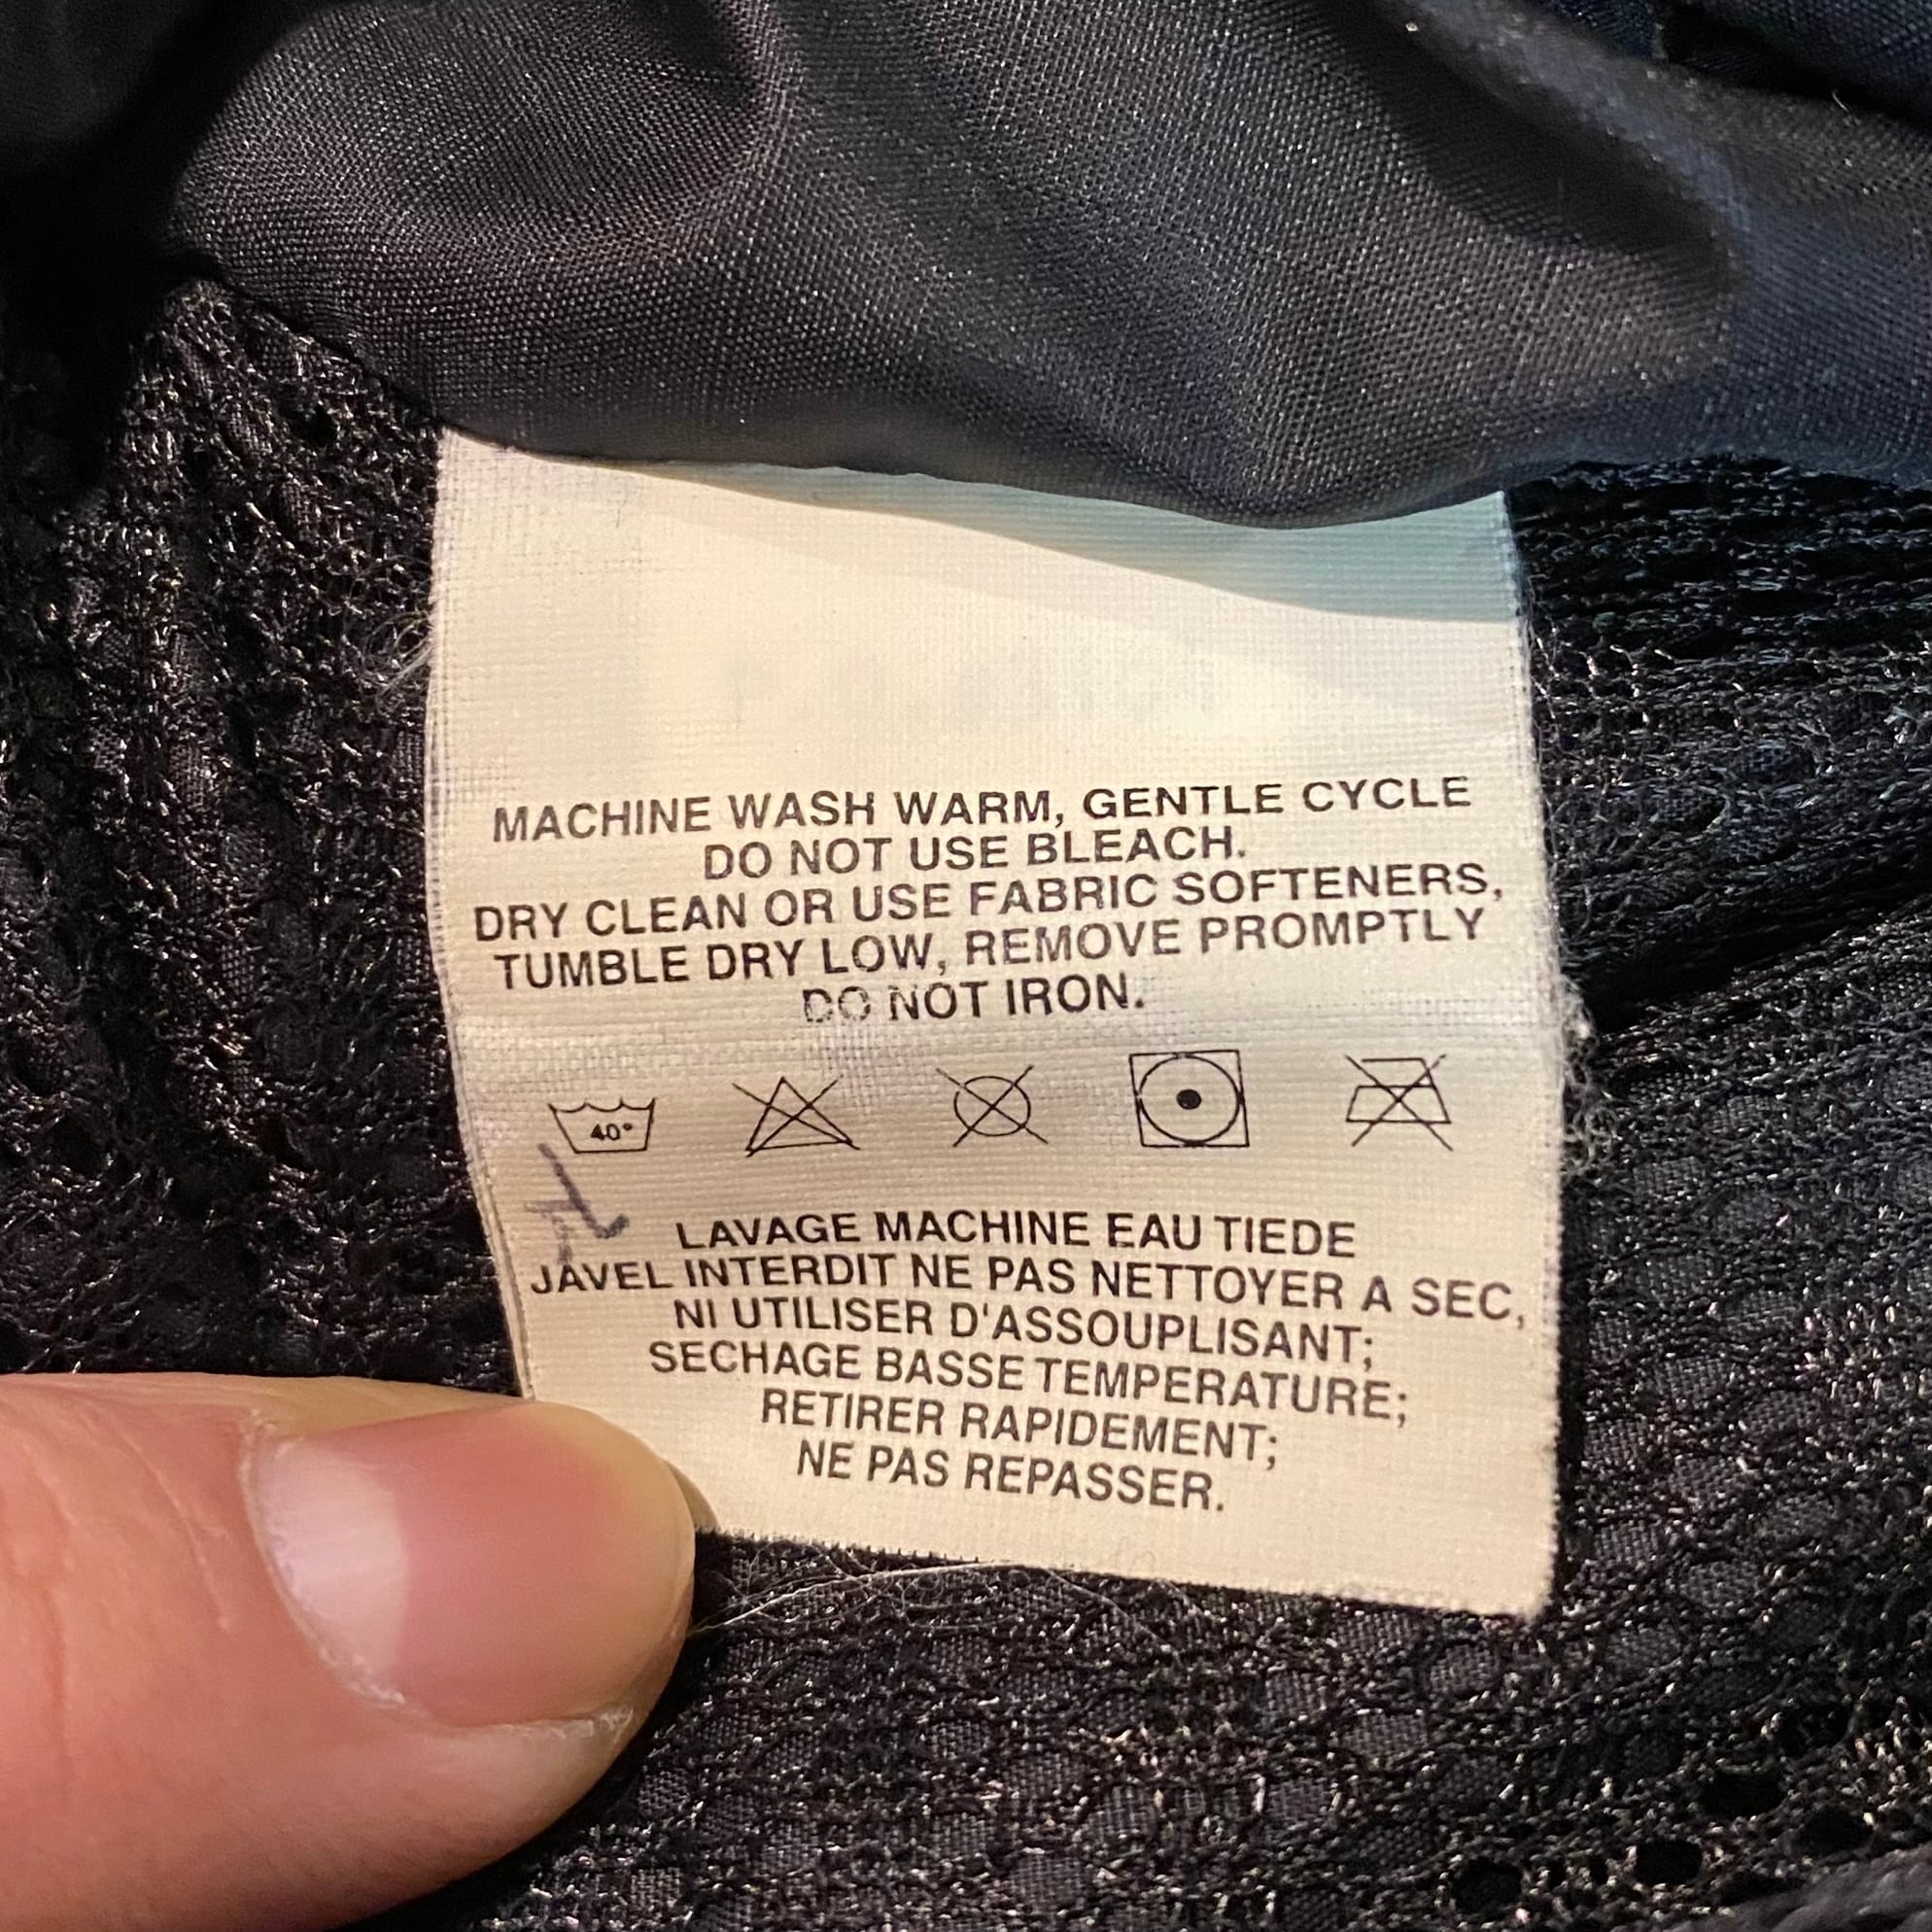 MACHINE WASH WARM, GENTLE CYCLE
DO NOT USE BLEACH.
DRY CLEAN OR USE FABRIC SOFTENERS,
TUMBLE DRY LOW, REMOVE PROMPTLY
DO NOT IRON.
40°
LAVAGE MACHINE EAU TIEDE
JAVEL INTERDIT NE PAS NETTOYER A SEC,
NI UTILISER D'ASSOUPLISANT;
SECHAGE BASSE TEMPERATURE;
RETIRER RAPIDEMENT;
NE PAS REPASSER.